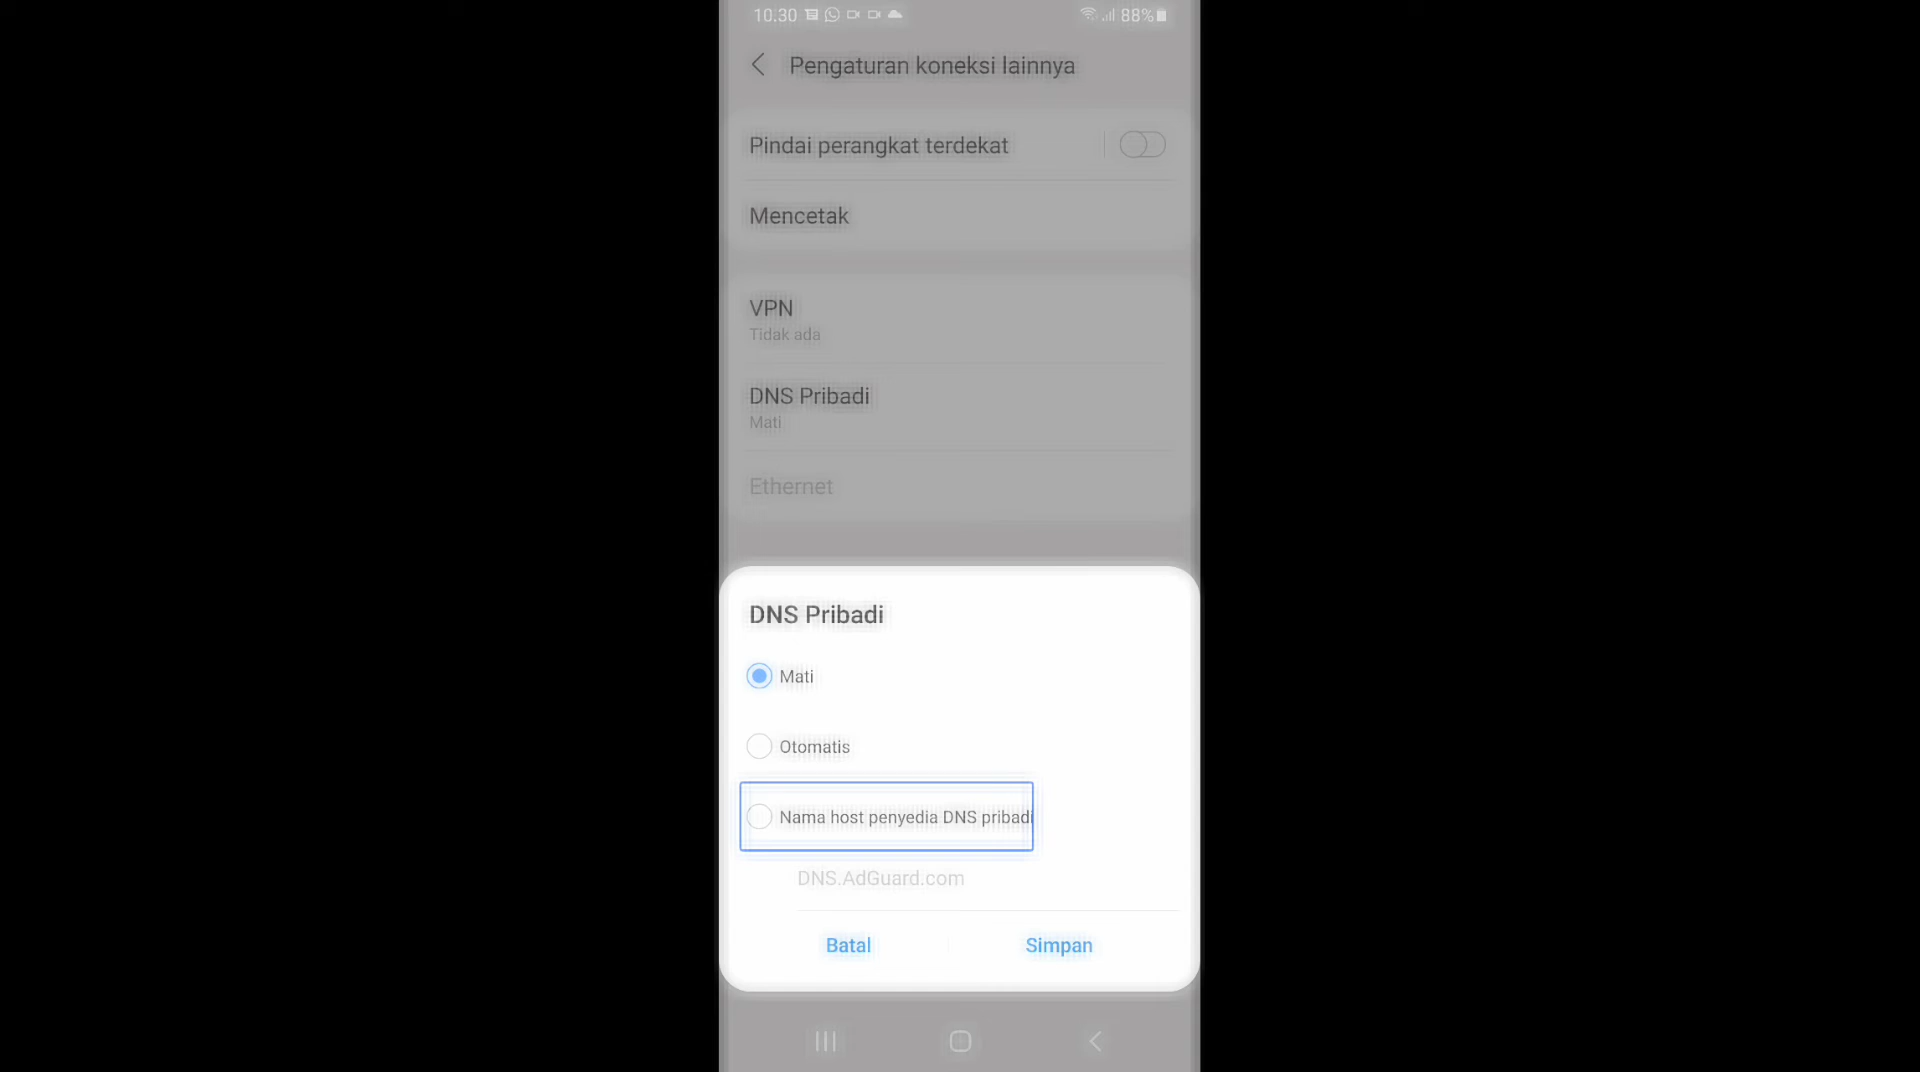 10.30 88%
Pengaturan koneksi lainnya
Pindai perangkat terdekat
Mencetak
VPN
Tidak ada
DNS Pribadi
Mati
Ethernet
DNS Pribadi
Mati
Otomatis
Nama host penyedia DNS pribadi
DNS.AdGuard.com
Batal Simpan